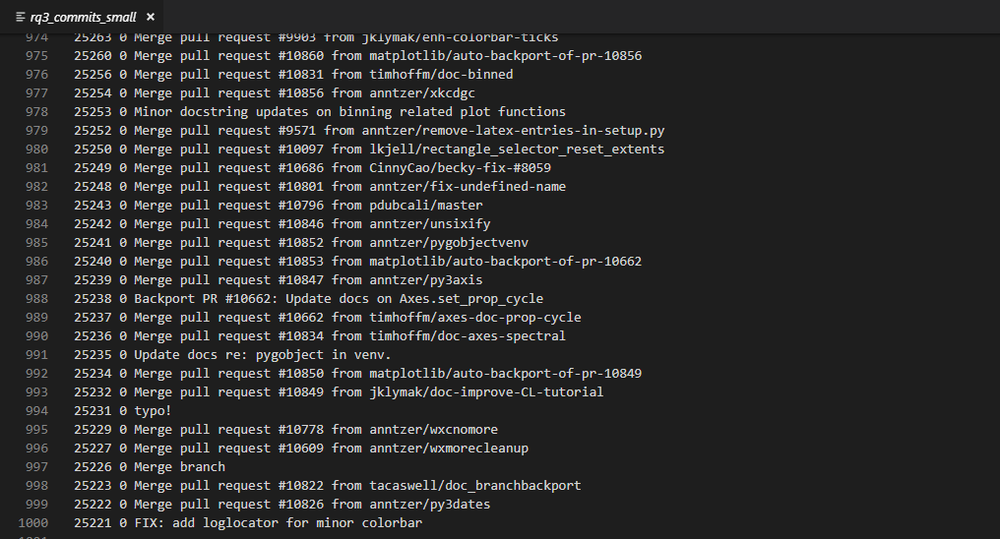 rq3_commits_small ×
974 25263 0 Merge pull request #9903 from jklymak/enh-colorbar-ticks
975 25260 0 Merge pull request #10860 from matplotlib/auto-backport-of-pr-10856
976 25256 0 Merge pull request #10831 from timhoffm/doc-binned
977 25254 0 Merge pull request #10856 from anntzer/xkcdgc
978 25253 0 Minor docstring updates on binning related plot functions
979 25252 0 Merge pull request #9571 from anntzer/remove-latex-entries-in-setup.py
980 25250 0 Merge pull request #10097 from lkjell/rectangle_selector_reset_extents
981 25249 0 Merge pull request #10686 from CinnyCao/becky-fix-#8059
982 25248 0 Merge pull request #10801 from anntzer/fix-undefined-name
983 25243 0 Merge pull request #10796 from pdubcali/master
984 25242 0 Merge pull request #10846 from anntzer/unsixify
985 25241 0 Merge pull request #10852 from anntzer/pygobjectvenv
986 25240 0 Merge pull request #10853 from matplotlib/auto-backport-of-pr-10662
987 25239 0 Merge pull request #10847 from anntzer/py3axis
988 25238 0 Backport PR #10662: Update docs on Axes.set_prop_cycle
989 25237 0 Merge pull request #10662 from timhoffm/axes-doc-prop-cycle
990 25236 0 Merge pull request #10834 from timhoffm/doc-axes-spectral
991 25235 0 Update docs re: pygobject in venv.
992 25234 0 Merge pull request #10850 from matplotlib/auto-backport-of-pr-10849
993 25232 0 Merge pull request #10849 from jklymak/doc-improve-CL-tutorial
994 25231 0 typo!
995 25229 0 Merge pull request #10778 from anntzer/wxcnomore
996 25227 0 Merge pull request #10609 from anntzer/wxmorecleanup
997 25226 0 Merge branch
998 25223 0 Merge pull request #10822 from tacaswell/doc_branchbackport
999 25222 0 Merge pull request #10826 from anntzer/py3dates
1000 25221 0 FIX: add loglocator for minor colorbar